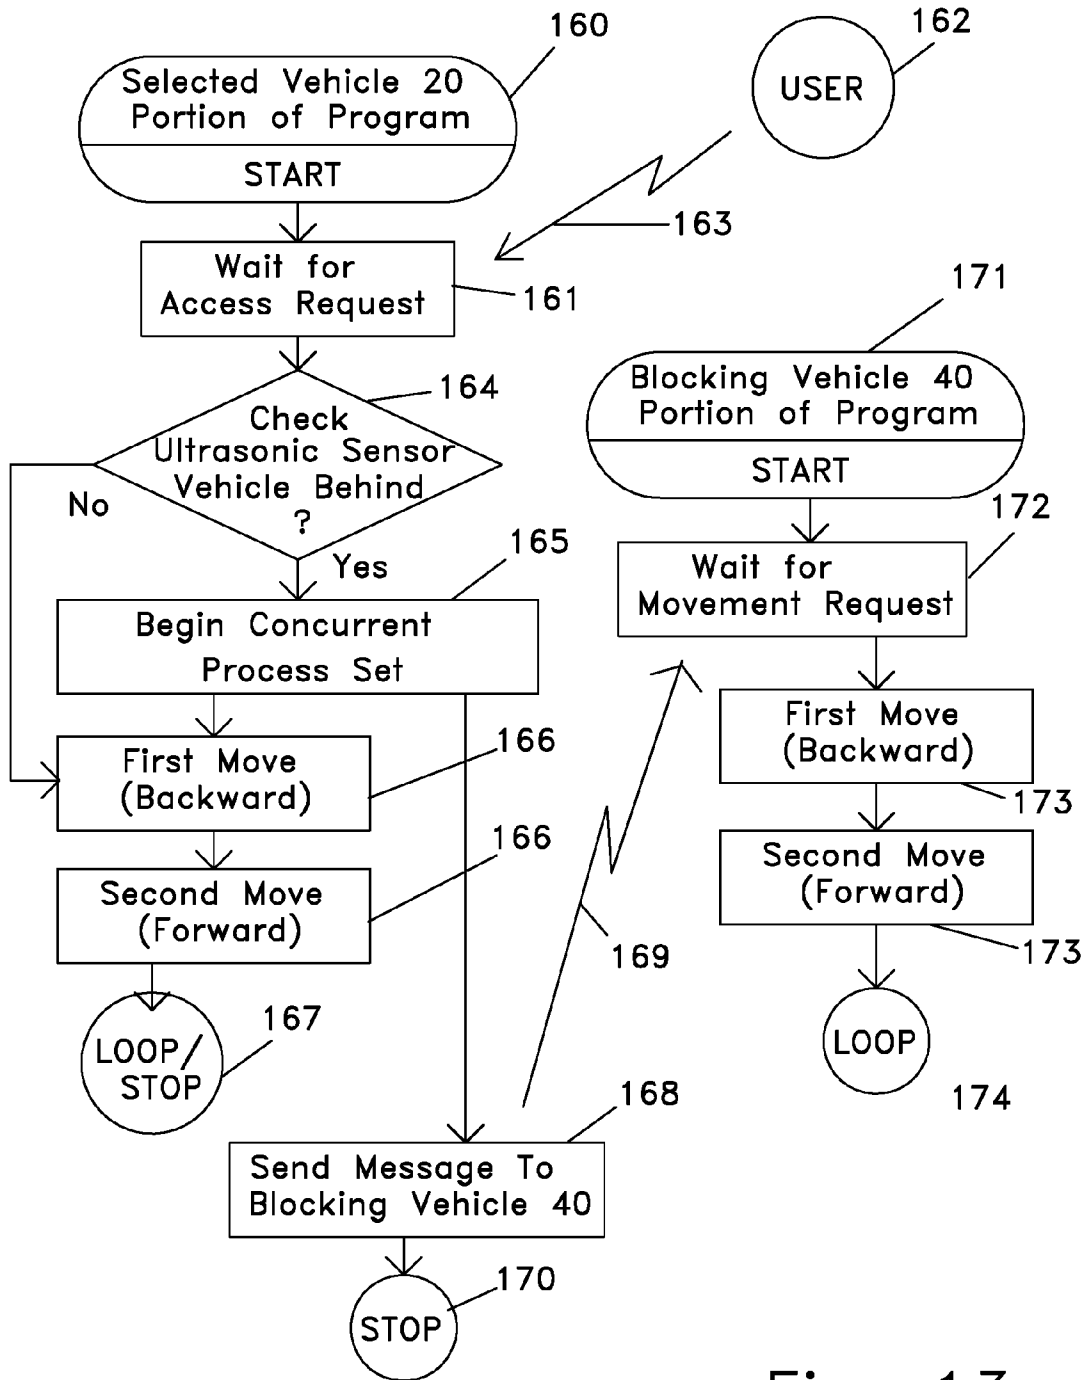 160
162
Selected Vehicle 20
Portion of Program
START
USER
163
Wait for
Access Request
161
171
164
Check
Ultrasonic Sensor
Vehicle Behind
?
No
Yes
Blocking Vehicle 40
Portion of Program
START
172
165
Wait for
Movement Request
Begin Concurrent
Process Set
First Move
(Backward)
166
First Move
(Backward)
173
166
Second Move
(Forward)
Second Move
(Forward)
173
169
167
LOOP/
STOP
LOOP
174
168
Send Message To
Blocking Vehicle 40
170
STOP